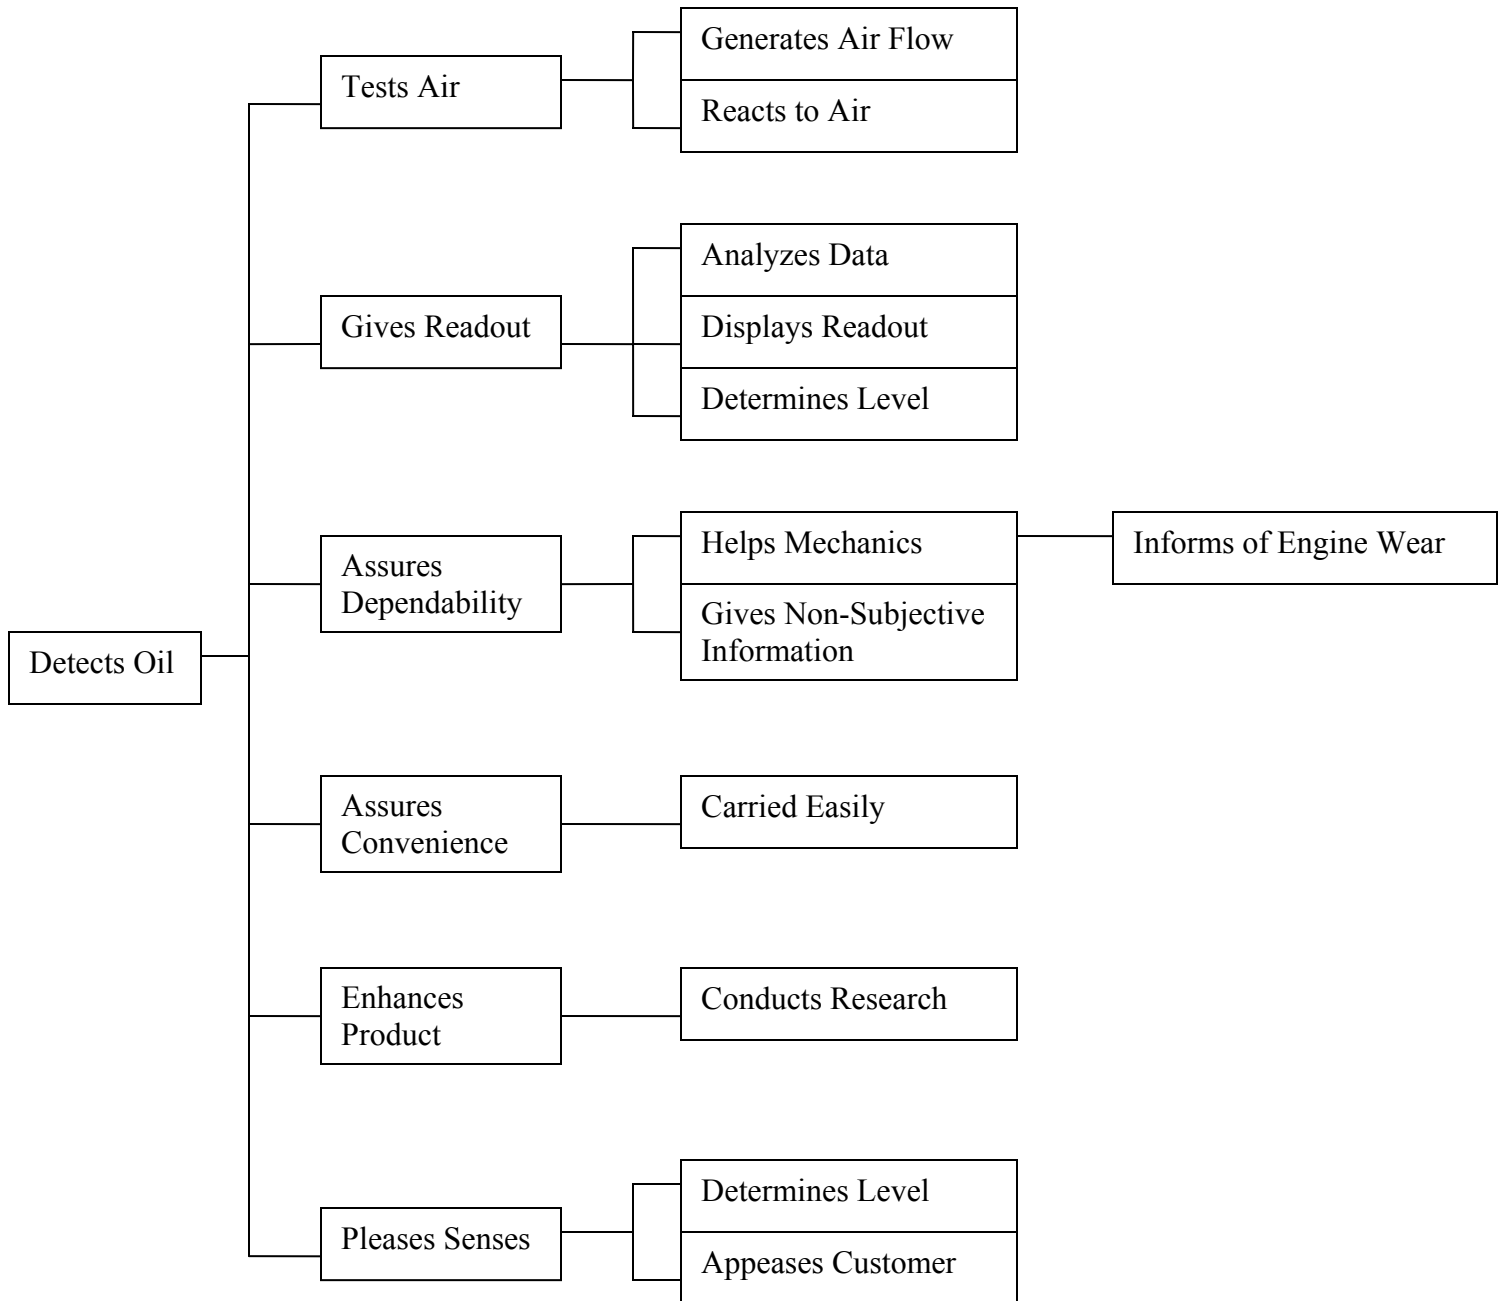 Detects Oil
Tests Air
Generates Air Flow
Reacts to Air
Gives Readout
Analyzes Data
Displays Readout
Determines Level
Assures
Dependability
Helps Mechanics
Informs of Engine Wear
Gives Non-Subjective
Information
Assures
Convenience
Carried Easily
Enhances
Product
Conducts Research
Pleases Senses
Determines Level
Appeases Customer